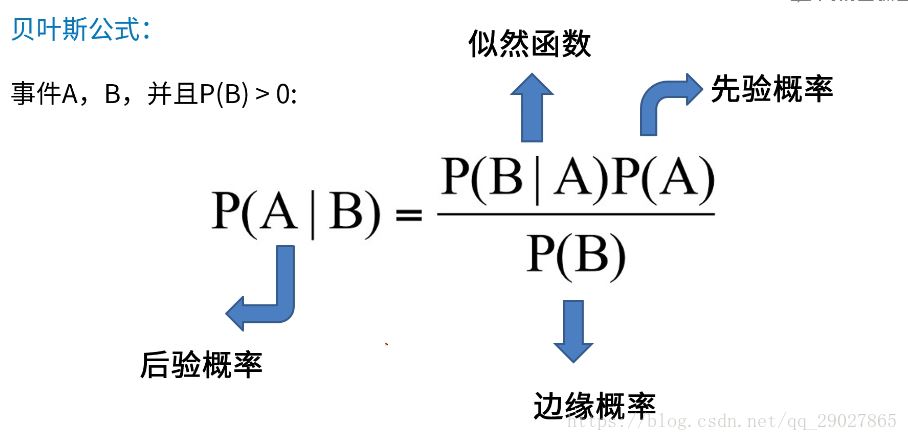 贝叶斯公式：
似然函数
事件A，B，并且P(B) > 0:
先验概率
P(A | B) = P(B | A)P(A)
P(B)
后验概率
边缘概率
https://blog.csdn.net/qq_29027865